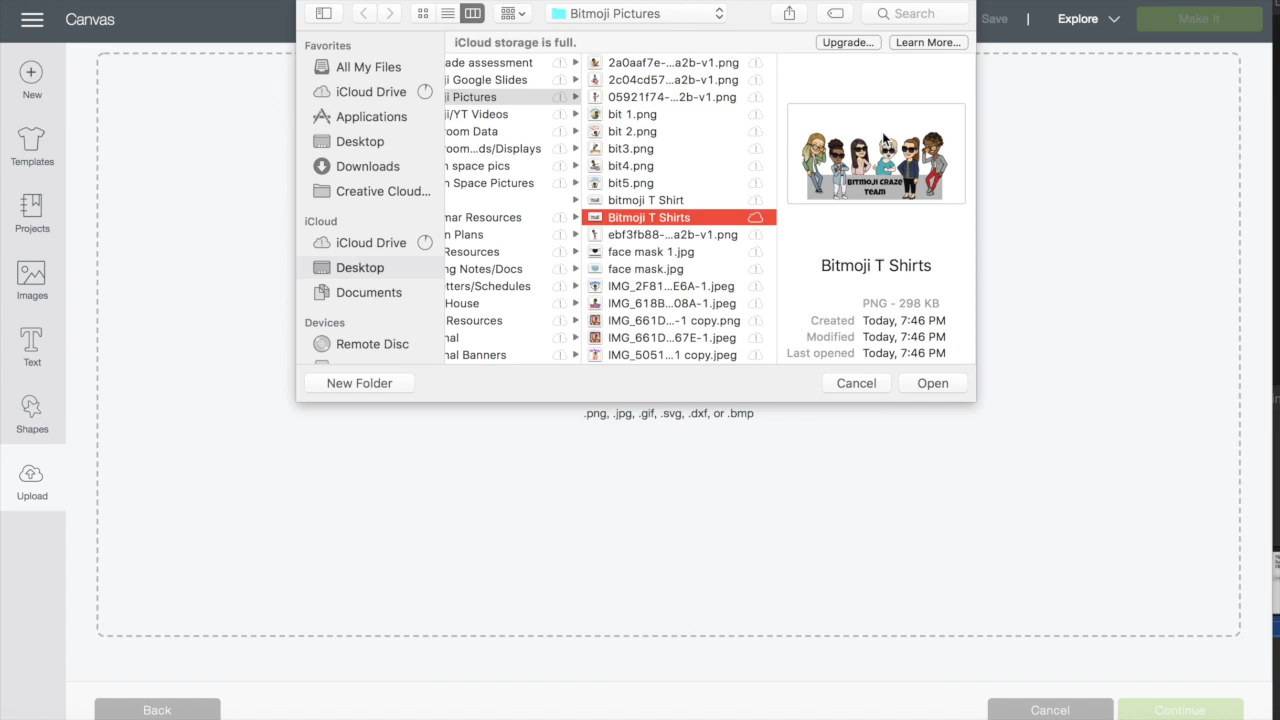 Canvas
Bitmoji Pictures
Search
Save
|
Explore
Make It
New
Templates
Projects
Images
Text
Shapes
Upload
Favorites
All My Files
iCloud Drive
Applications
Desktop
Downloads
Creative Cloud...
iCloud
iCloud Drive
Desktop
Documents
Devices
Remote Disc
iCloud storage is full.
Upgrade...
Learn More...
ade assessment
ji Google Slides
ji Pictures
ji/YT Videos
room Data
room...ds/Displays
n space pics
n Space Pictures
mar Resources
n Plans
Resources
ng Notes/Docs
tters/Schedules
House
Resources
nal
nal Banners
2a0aaf7e-...a2b-v1.png
2c04cd57...a2b-v1.png
05921f74-...2b-v1.png
bit 1.png
bit 2.png
bit3.png
bit4.png
bit5.png
bitmoji T Shirt
Bitmoji T Shirts
ebf3fb88-...a2b-v1.png
face mask 1.jpg
face mask.jpg
IMG_2F81...E6A-1.jpeg
IMG_618B...08A-1.jpeg
IMG_661D...-1 copy.png
IMG_661D...67E-1.jpeg
IMG_5051...1 copy.jpeg
BITMOJI CRAZE
TEAM
Bitmoji T Shirts
PNG - 298 KB
Created Today, 7:46 PM
Modified Today, 7:46 PM
Last opened Today, 7:46 PM
New Folder
Cancel
Open
.png, .jpg, .gif, .svg, .dxf, or .bmp
Back
Cancel
Continue